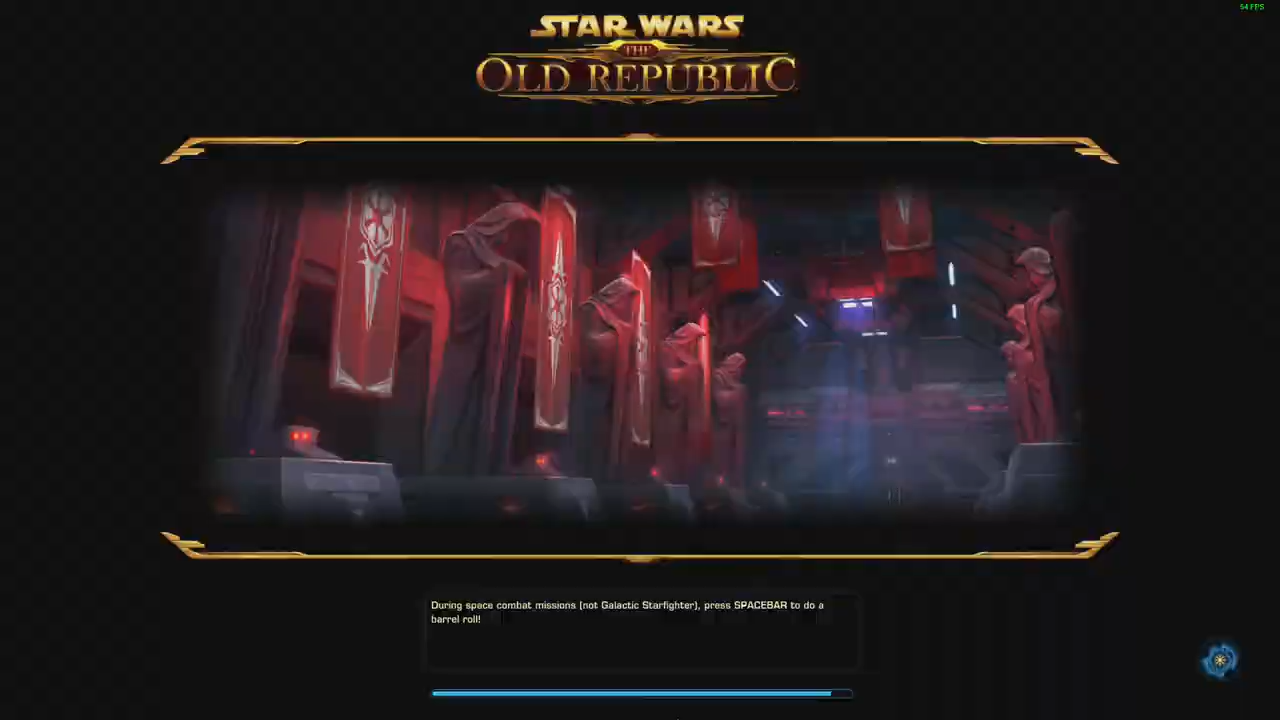 54 FPS
STAR WARS
THE
OLD REPUBLIC
During space combat missions (not Galactic Starfighter), press SPACEBAR to do a
barrel roll!